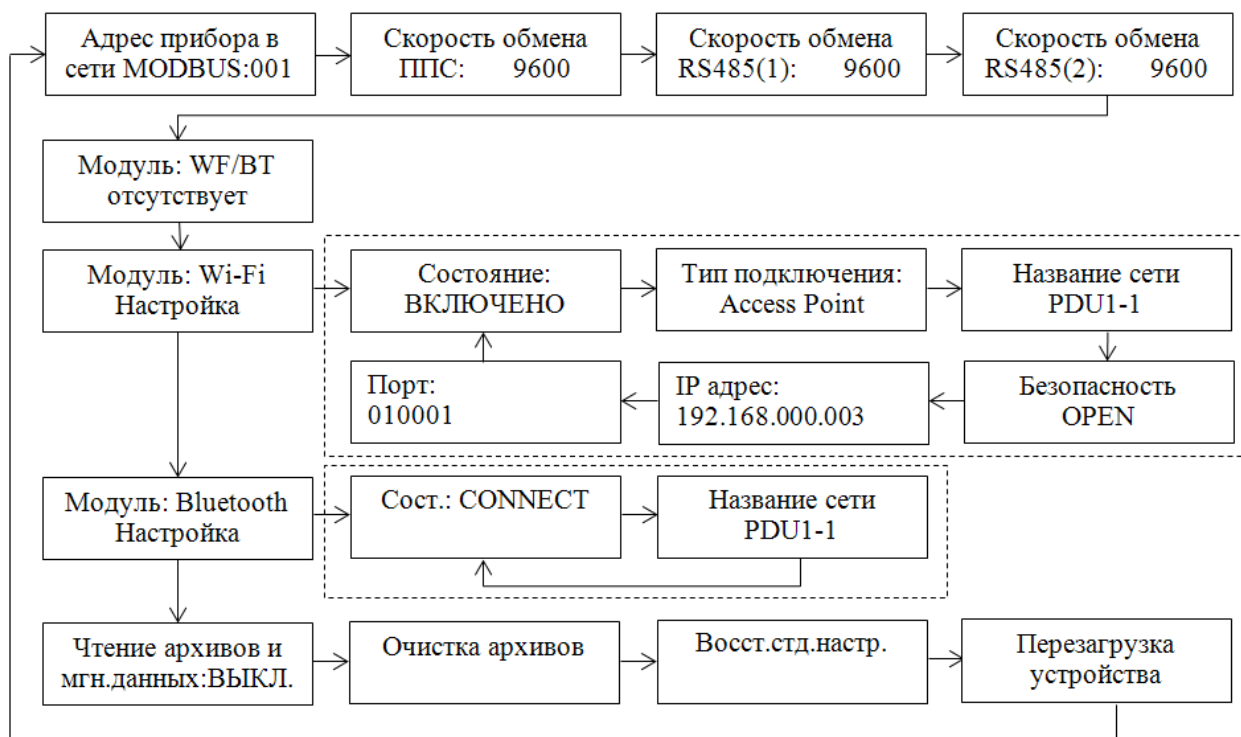 Адрес прибора в
сети MODBUS:001
Скорость обмена
ППС: 9600
Скорость обмена
RS485(1): 9600
Скорость обмена
RS485(2): 9600
Модуль: WF/BT
отсутствует
Модуль: Wi-Fi
Настройка
Состояние:
ВКЛЮЧЕНО
Тип подключения:
Access Point
Название сети
PDU1-1
Порт:
010001
IP адрес:
192.168.000.003
Безопасность
OPEN
Модуль: Bluetooth
Настройка
Сост.: CONNECT
Название сети
PDU1-1
Чтение архивов и
мгн.данных:ВЫКЛ.
Очистка архивов
Восст.стд.настр.
Перезагрузка
устройства